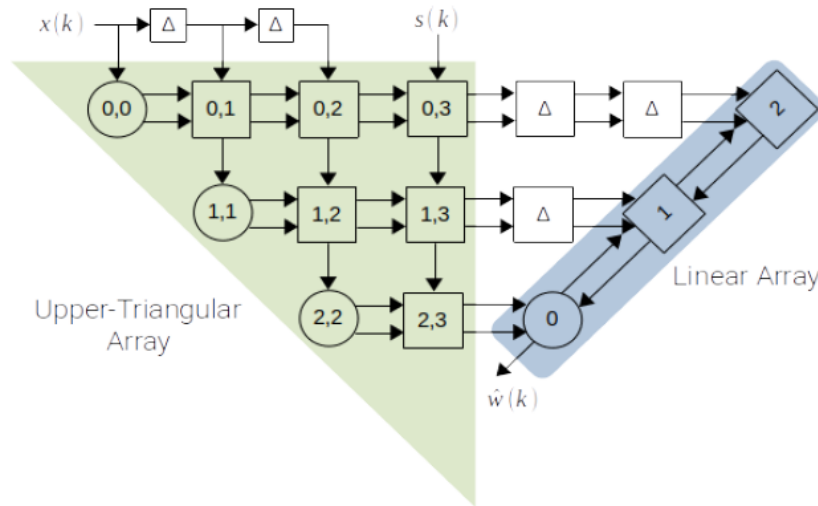 x(k) Δ Δ s(k)
0,0 0,1 0,2 0,3 Δ Δ 2
1,1 1,2 1,3 Δ 1
Linear Array
Upper-Triangular
Array
2,2 2,3 0
ŵ(k)